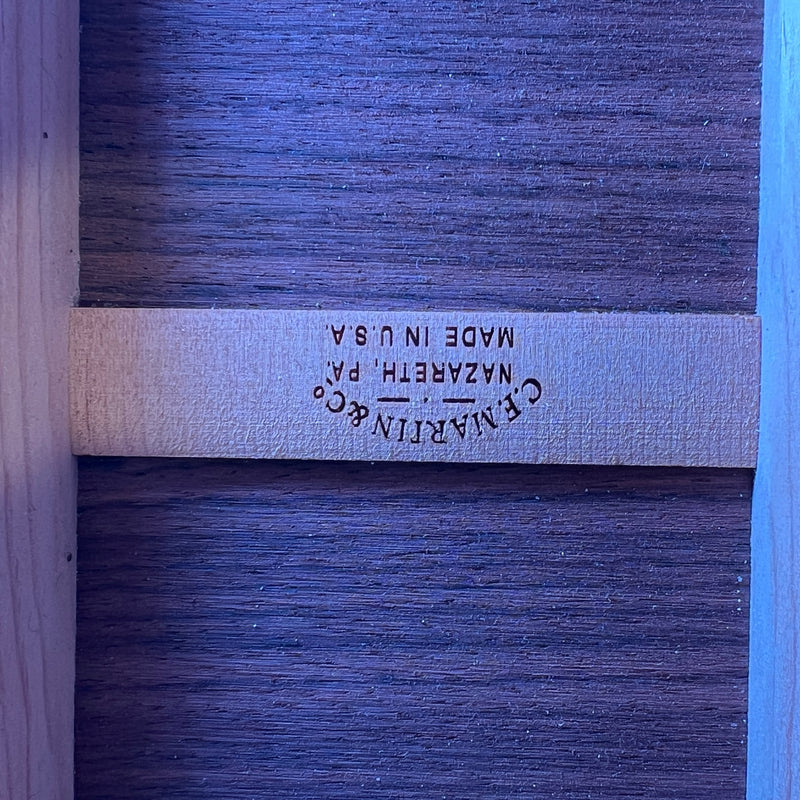 C.F. MARTIN & Cº.
NAZARETH, PA.
MADE IN U.S.A.